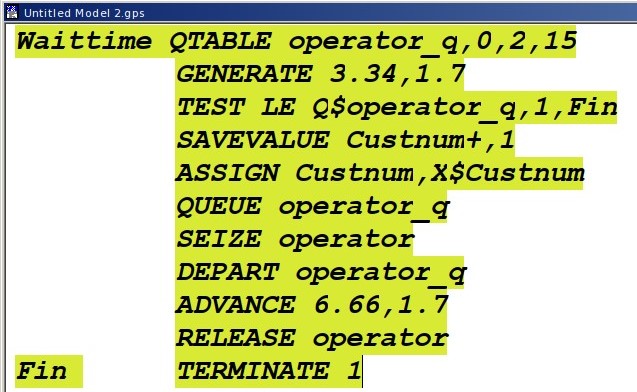 Untitled Model 2.gps
Waittime QTABLE operator_q,0,2,15
GENERATE 3.34,1.7
TEST LE Q$operator_q,1,Fin
SAVEVALUE Custnum+,1
ASSIGN Custnum,X$Custnum
QUEUE operator_q
SEIZE operator
DEPART operator_q
ADVANCE 6.66,1.7
RELEASE operator
Fin TERMINATE 1